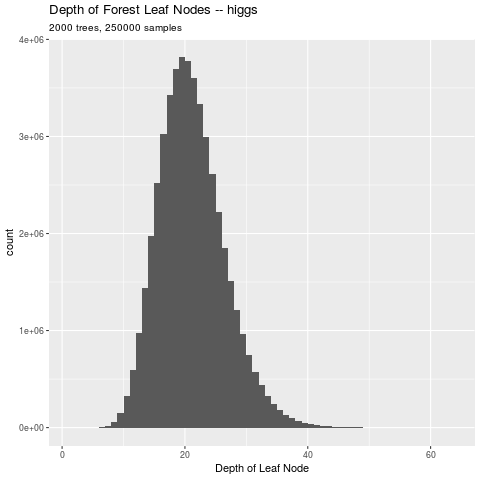 Depth of Forest Leaf Nodes -- higgs
2000 trees, 250000 samples
4e+06
3e+06
2e+06
1e+06
0e+00
count
0 20 40 60
Depth of Leaf Node